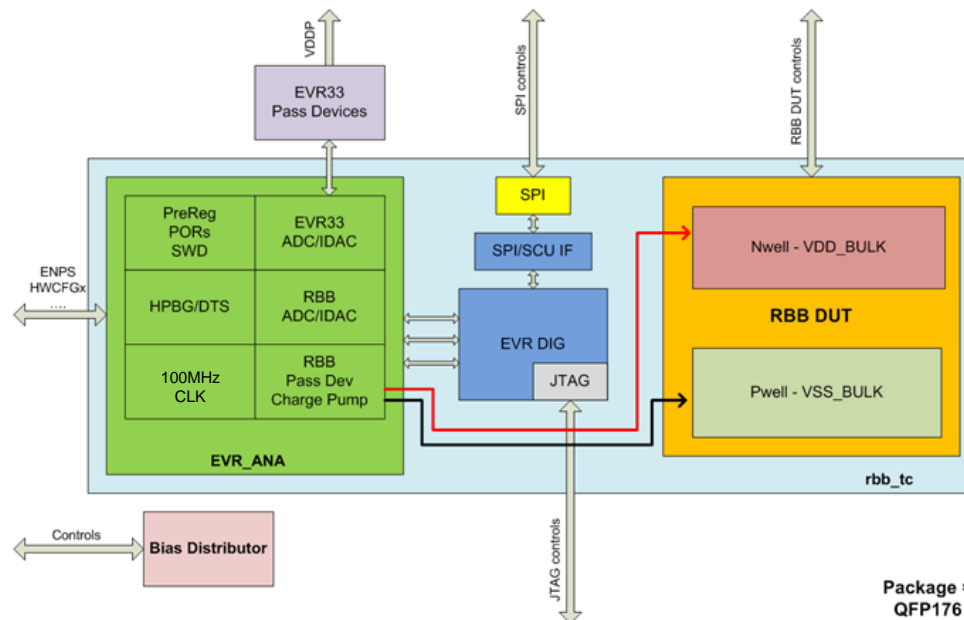 VDDP
SPI controls
RBB DUT controls
EVR33
Pass Devices
PreReg
PORs
SWD
EVR33
ADC/IDAC
HPBG/DTS
RBB
ADC/IDAC
100MHz
CLK
RBB
Pass Dev
Charge Pump
EVR_ANA
ENPS
HWCFGx
....
SPI
SPI/SCU IF
EVR DIG
JTAG
Nwell - VDD_BULK
RBB DUT
Pwell - VSS_BULK
rbb_tc
Controls
Bias Distributor
JTAG controls
Package =
QFP176